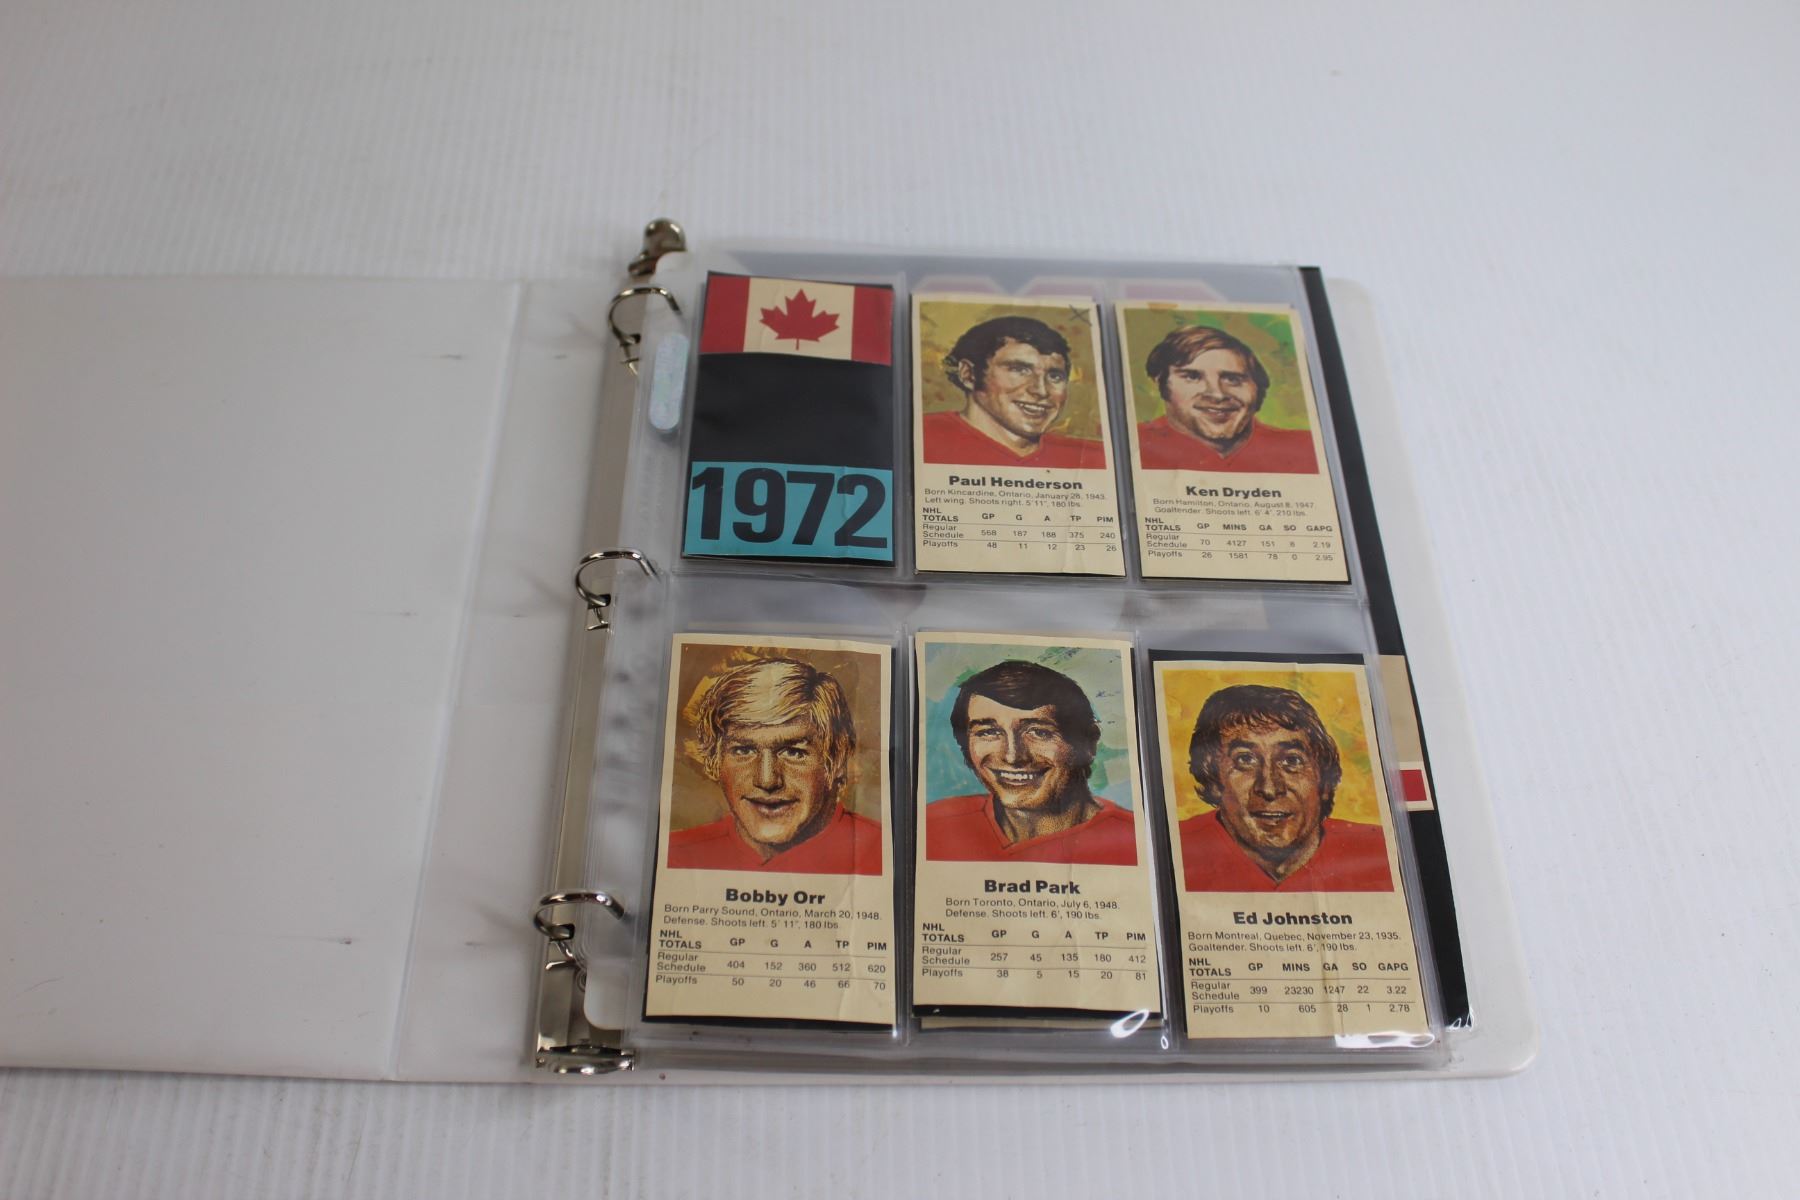 1972
Paul Henderson
Born Kincardine, Ontario, January 28, 1943.
Left wing. Shoots right. 5'11", 180 lbs.
NHL
TOTALS GP G A TP PIM
Regular
Schedule 568 187 188 375 240
Playoffs 48 11 12 23 26
Ken Dryden
Born Hamilton, Ontario, August 8, 1947
Goaltender. Shoots left. 6' 4", 210 lbs.
NHL
TOTALS GP MINS GA SO GAPG
Regular
Schedule 70 4127 151 8 2.19
Playoffs 26 1581 78 0 2.95
Bobby Orr
Born Parry Sound, Ontario, March 20, 1948.
Defense. Shoots left. 5' 11", 180 lbs.
NHL
TOTALS GP G A TP PIM
Regular
Schedule 404 152 360 512 620
Playoffs 50 20 46 66 70
Brad Park
Born Toronto, Ontario, July 6, 1948.
Defense. Shoots left. 6', 190 lbs.
NHL
TOTALS GP G A TP PIM
Regular
Schedule 257 45 135 180 412
Playoffs 38 5 15 20 81
Ed Johnston
Born Montreal, Quebec, November 23, 1935.
Goaltender. Shoots left. 6', 190 lbs.
NHL
TOTALS GP MINS GA SO GAPG
Regular
Schedule 399 23230 1247 22 3.22
Playoffs 10 605 28 1 2.78